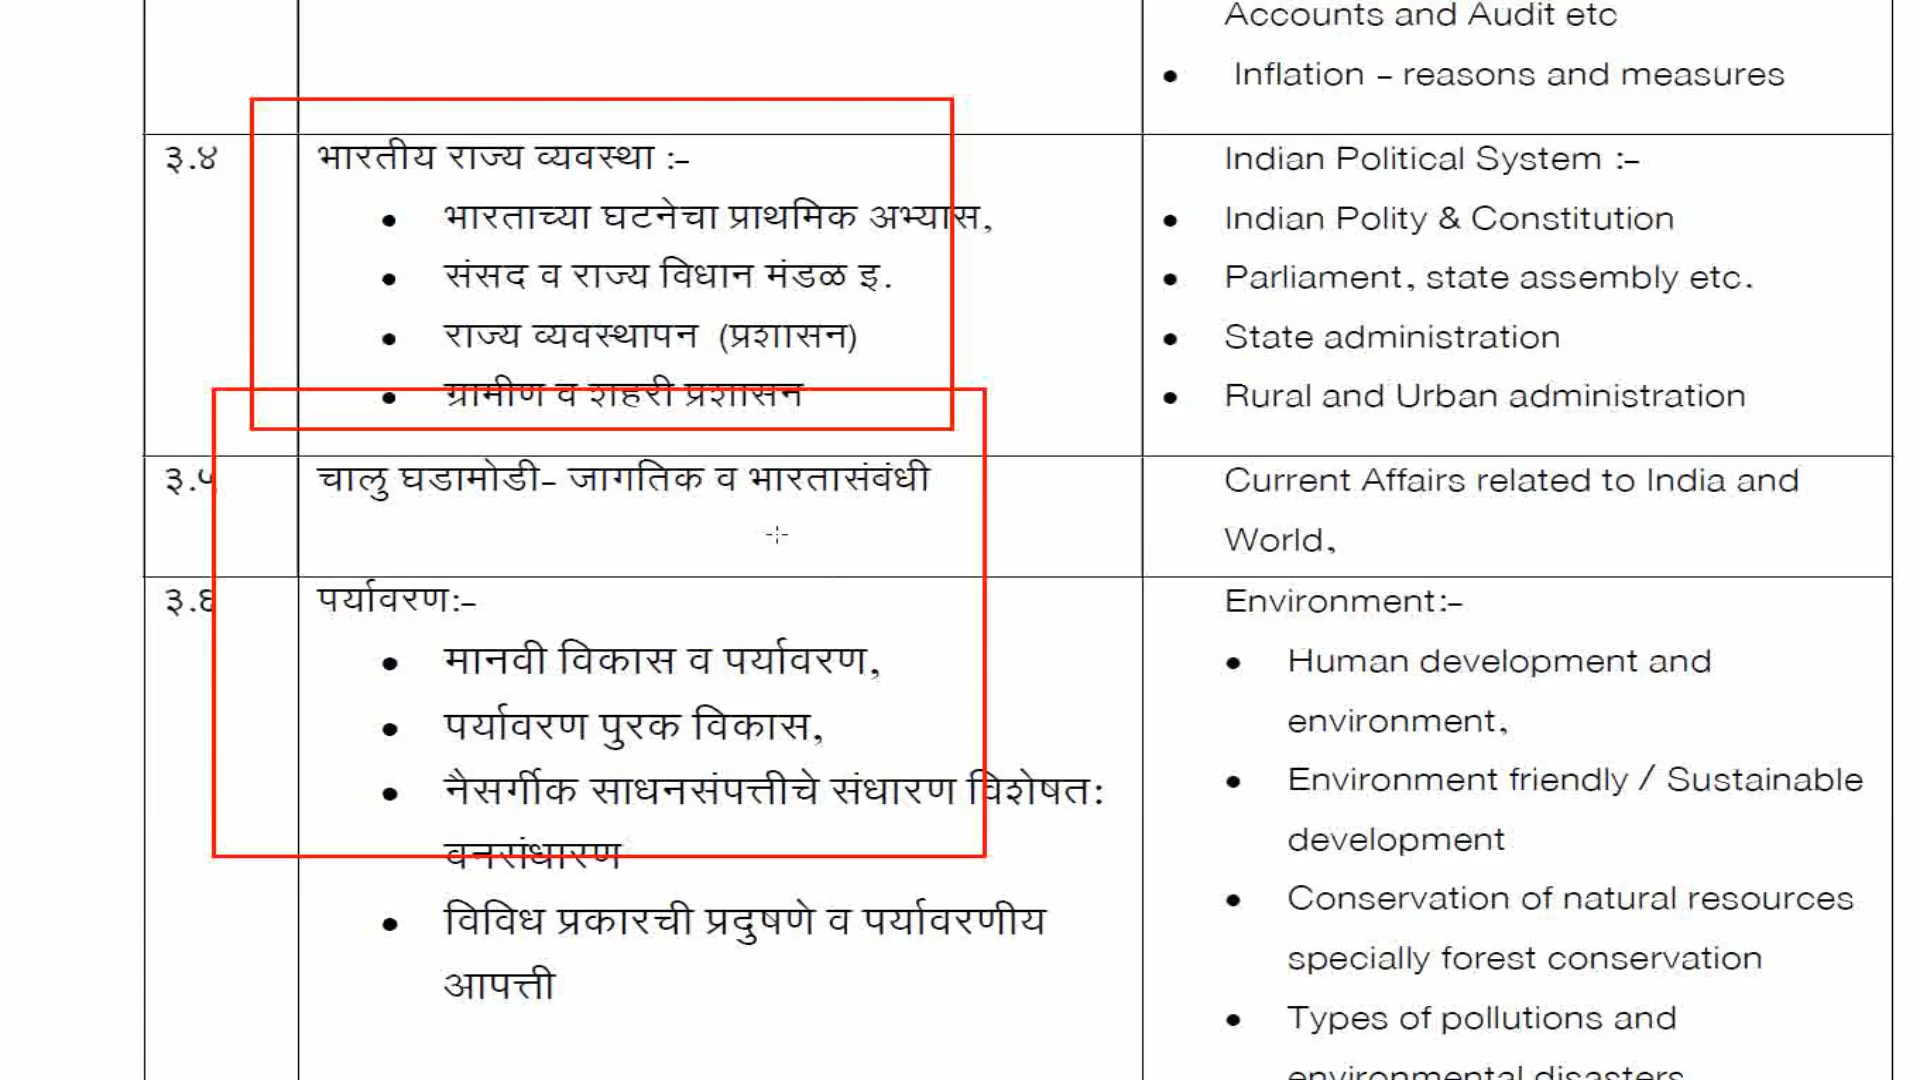 Accounts and Audit etc
• Inflation – reasons and measures
३.४
भारतीय राज्य व्यवस्था :-
• भारताच्या घटनेचा प्राथमिक अभ्यास,
• संसद व राज्य विधान मंडळ इ.
• राज्य व्यवस्थापन (प्रशासन)
• ग्रामीण व शहरी प्रशासन
Indian Political System :-
• Indian Polity & Constitution
• Parliament, state assembly etc.
• State administration
• Rural and Urban administration
३.५
चालु घडामोडी- जागतिक व भारतासंबंधी
Current Affairs related to India and
World,
३.६
पर्यावरण:-
• मानवी विकास व पर्यावरण,
• पर्यावरण पुरक विकास,
• नैसर्गीक साधनसंपत्तीचे संधारण विशेषत:
वनसंधारण
• विविध प्रकारची प्रदुषणे व पर्यावरणीय
आपत्ती
Environment:-
• Human development and
environment,
• Environment friendly / Sustainable
development
• Conservation of natural resources
specially forest conservation
• Types of pollutions and
environmental disasters